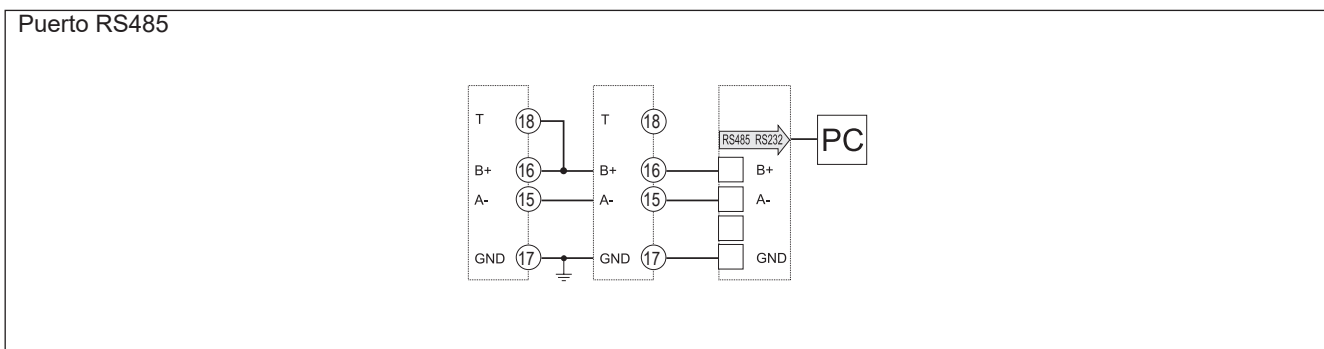 Puerto RS485
T 18 T 18
RS485 RS232 PC
B+ 16 B+ 16 B+
A- 15 A- 15 A-
GND 17 GND 17 GND